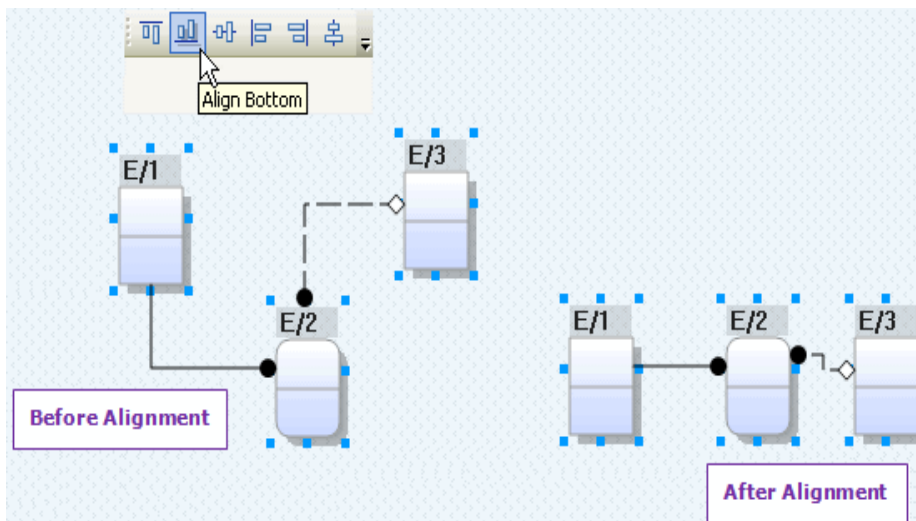 Align Bottom
E/1
E/3
E/2
Before Alignment
E/1
E/2
E/3
After Alignment